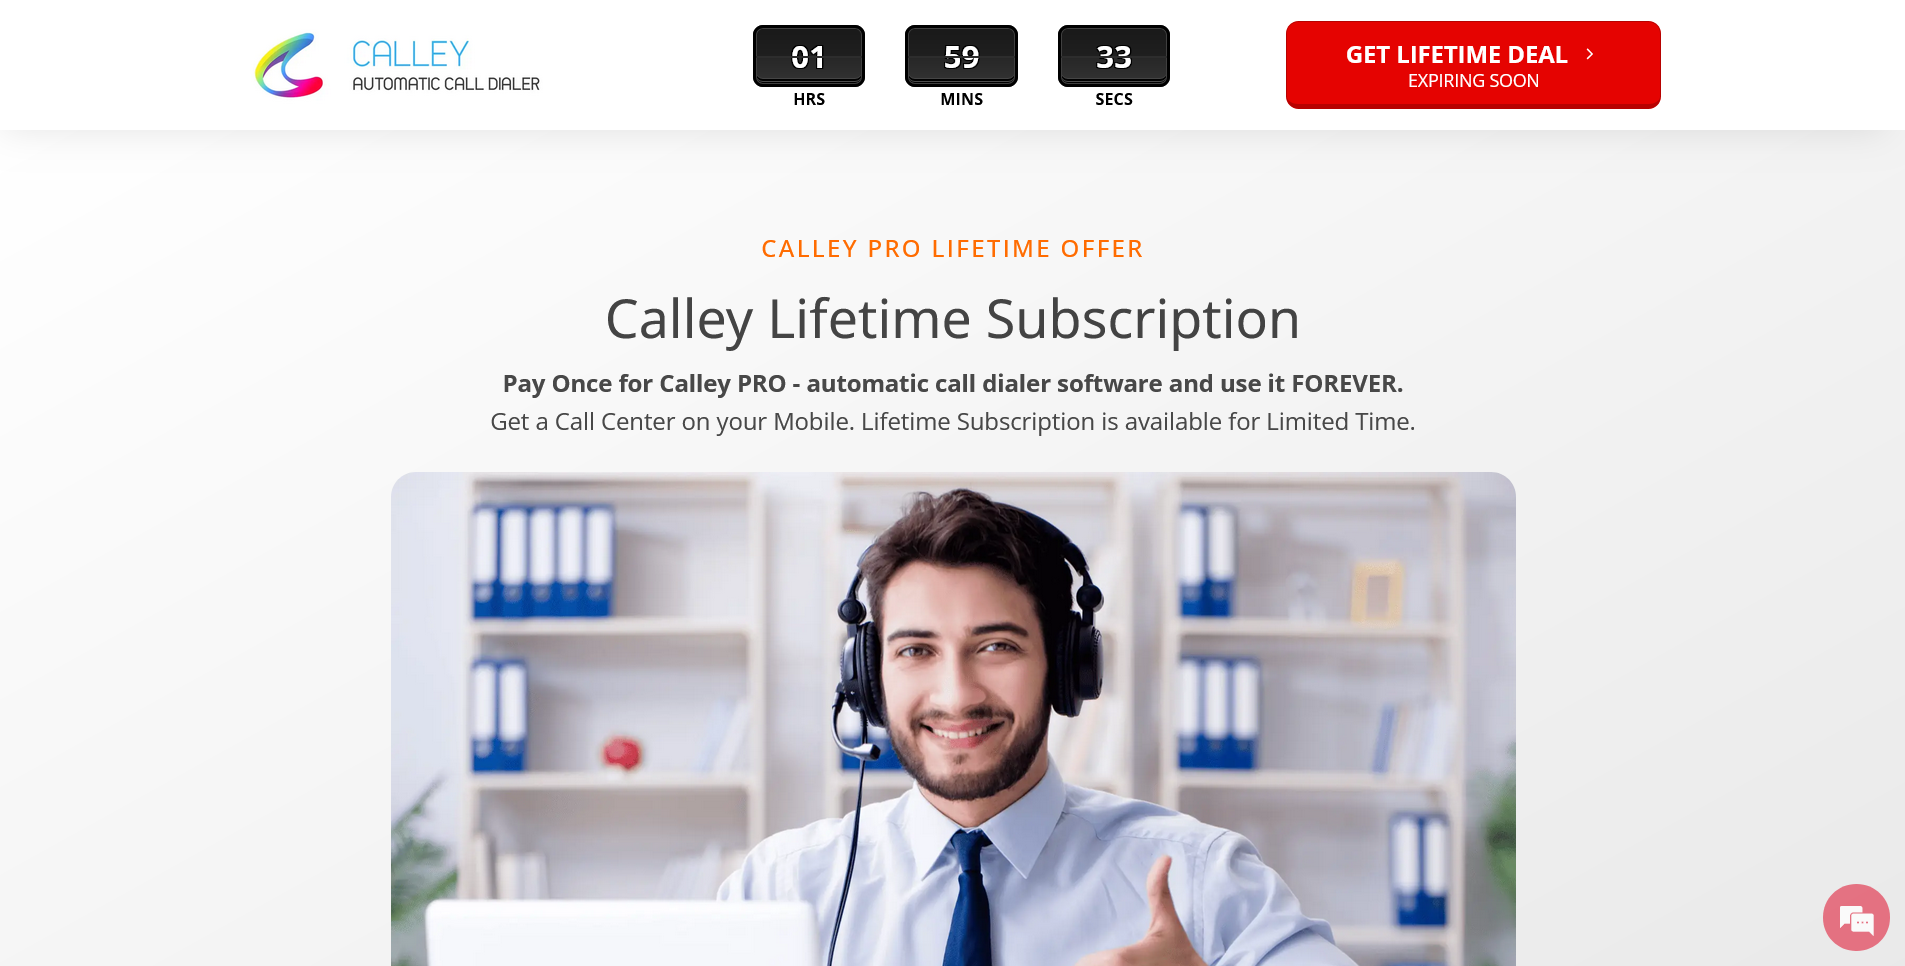 CALLEY
AUTOMATIC CALL DIALER
01
HRS
59
MINS
33
SECS
GET LIFETIME DEAL
EXPIRING SOON
CALLEY PRO LIFETIME OFFER
Calley Lifetime Subscription
Pay Once for Calley PRO - automatic call dialer software and use it FOREVER.
Get a Call Center on your Mobile. Lifetime Subscription is available for Limited Time.